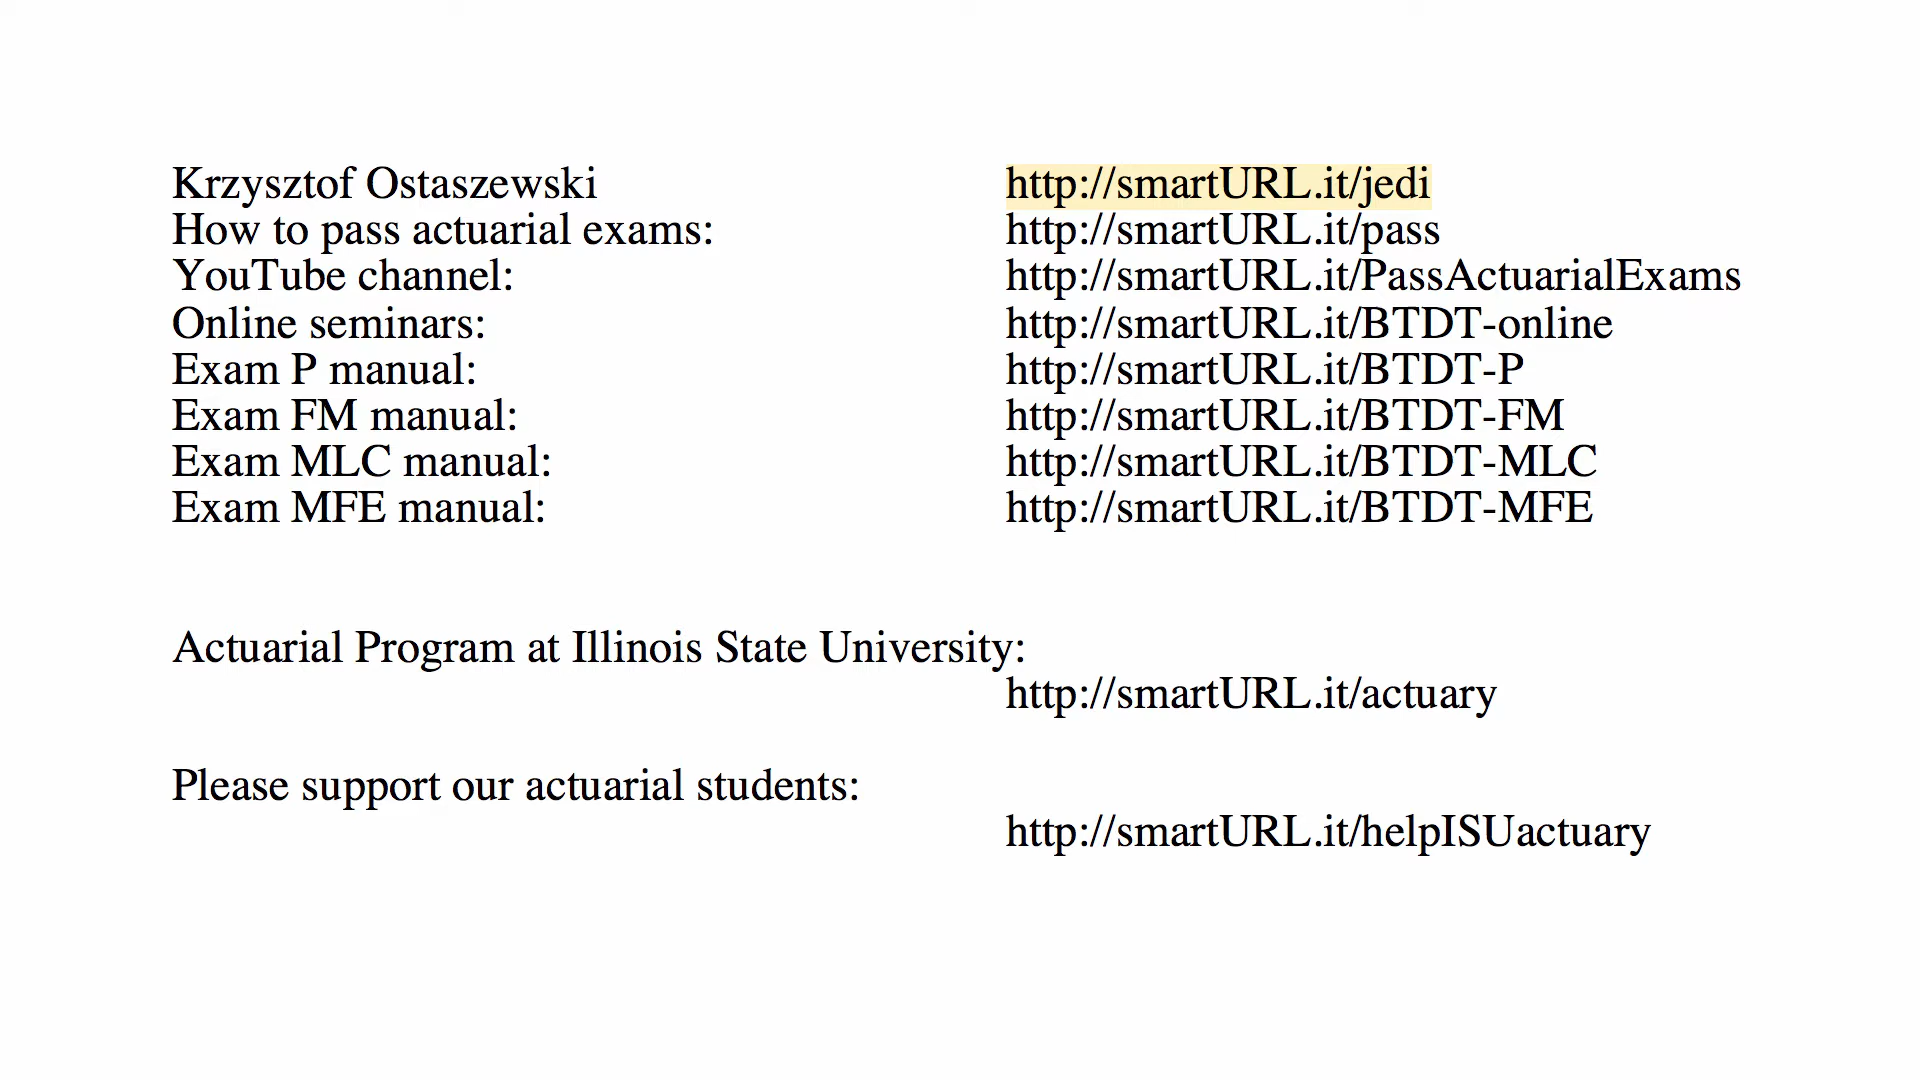 Krzysztof Ostaszewski http://smartURL.it/jedi
How to pass actuarial exams: http://smartURL.it/pass
YouTube channel: http://smartURL.it/PassActuarialExams
Online seminars: http://smartURL.it/BTDT-online
Exam P manual: http://smartURL.it/BTDT-P
Exam FM manual: http://smartURL.it/BTDT-FM
Exam MLC manual: http://smartURL.it/BTDT-MLC
Exam MFE manual: http://smartURL.it/BTDT-MFE
Actuarial Program at Illinois State University:
http://smartURL.it/actuary
Please support our actuarial students:
http://smartURL.it/helpISUactuary